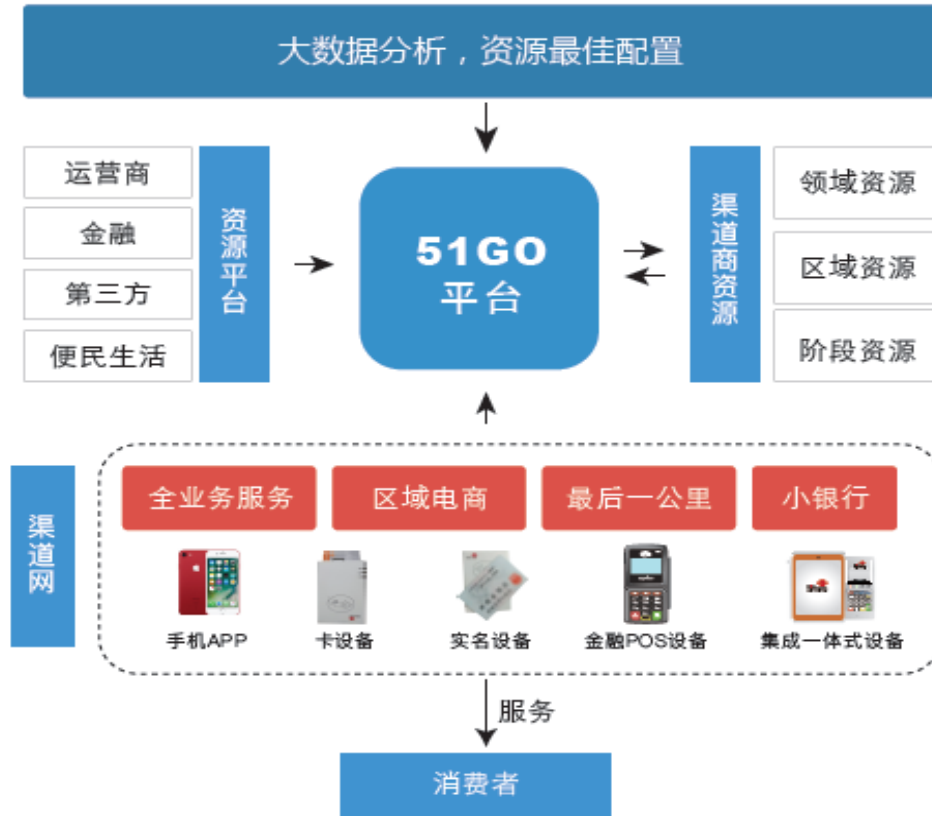 大数据分析，资源最佳配置
运营商
金融
第三方
便民生活
资源平台
51GO
平台
渠道商资源
领域资源
区域资源
阶段资源
渠道网
全业务服务
区域电商
最后一公里
小银行
手机APP
卡设备
实名设备
金融POS设备
集成一体式设备
服务
消费者